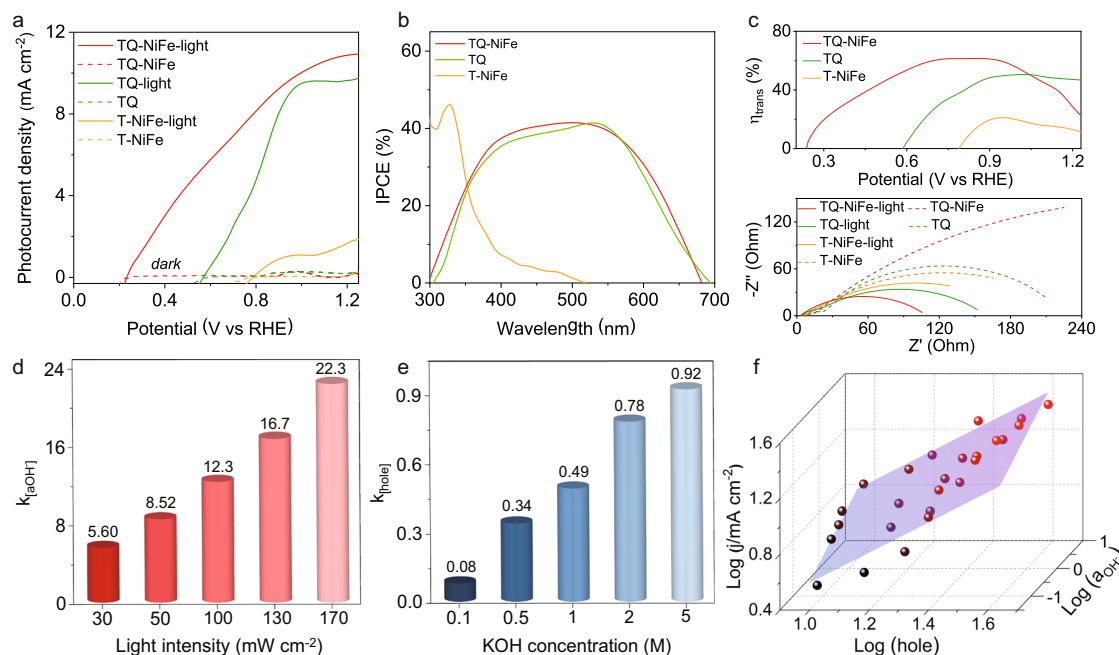 a
Photocurrent density (mA cm-2)
12
8
4
0
TQ-NiFe-light
TQ-NiFe
TQ-light
TQ
T-NiFe-light
T-NiFe
dark
0.0
0.4
0.8
1.2
Potential (V vs RHE)
b
IPCE (%)
60
40
20
0
TQ-NiFe
TQ
T-NiFe
300
400
500
600
700
Wavelength (nm)
c
ηtrans (%)
80
40
0
TQ-NiFe
TQ
T-NiFe
0.3
0.6
0.9
1.2
Potential (V vs RHE)
-Z'' (Ohm)
120
60
0
TQ-NiFe-light
TQ-NiFe
TQ-light
TQ
T-NiFe-light
T-NiFe
0
60
120
180
240
Z' (Ohm)
d
k[aOH-]
24
16
8
0
5.60
8.52
12.3
16.7
22.3
30
50
100
130
170
Light intensity (mW cm-2)
e
k[hole]
0.9
0.6
0.3
0.0
0.08
0.34
0.49
0.78
0.92
0.1
0.5
1
2
5
KOH concentration (M)
f
Log (j/mA cm-2)
1.6
1.2
0.8
0.4
1.0
1.2
1.4
1.6
Log (hole)
-1
0
1
Log (aOH-)